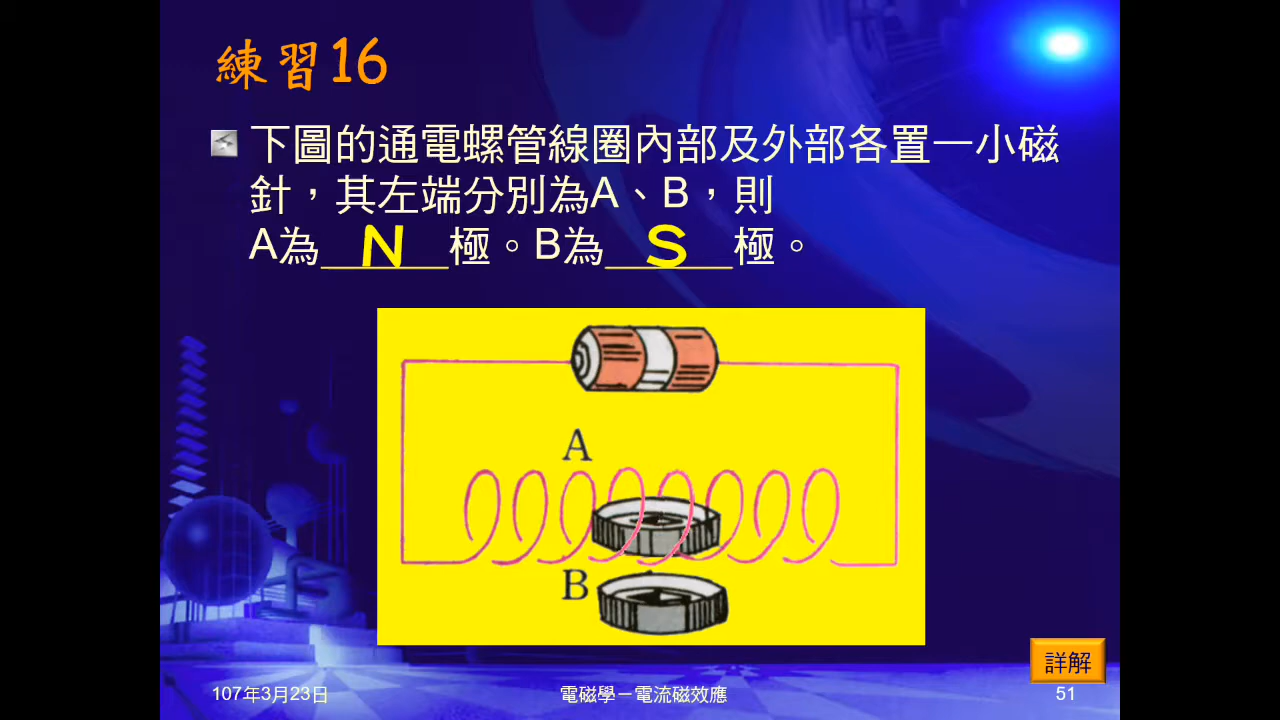 練習16
下圖的通電螺管線圈內部及外部各置一小磁
針，其左端分別為A、B，則
A為 N 極。B為 S 極。
A
B
詳解
107年3月23日
電磁學－電流磁效應
51